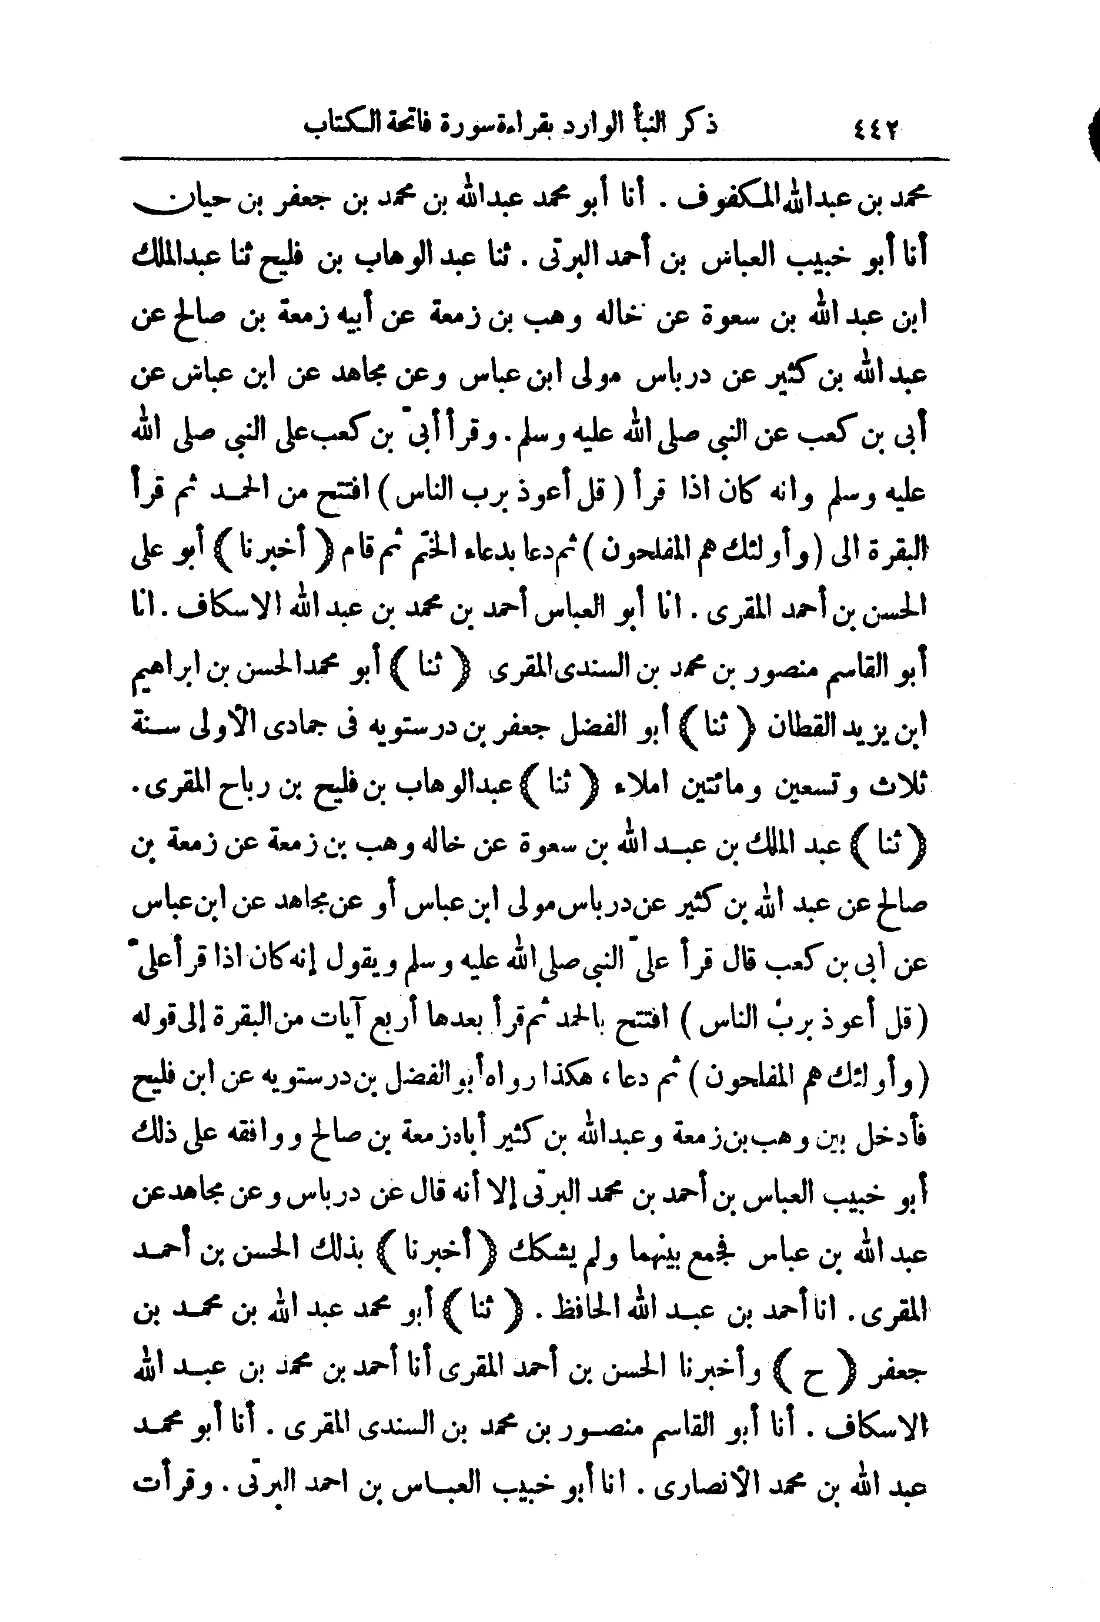 ٤٤٢ ذكر النبأ الوارد بقراءة سورة فاتحة الكتاب
محمد بن عبدالله المكفوف . أنا أبو محمد عبدالله بن محمد بن جعفر بن حيان
أنا أبو خبيب العباس بن أحمد البرتى . ثنا عبد الوهاب بن فليح ثنا عبدالملك
ابن عبد الله بن سعوة عن خاله وهب بن زمعة عن أبيه زمعة بن صالح عن
عبد الله بن كثير عن درباس مولى ابن عباس وعن مجاهد عن ابن عباس عن
أبى بن كعب عن النبى صلى الله عليه وسلم . وقرأ أبىّ بن كعب على النبى صلى الله
عليه وسلم وانه كان اذا قرأ ( قل أعوذ برب الناس ) افتتح من الحمد ثم قرأ
البقرة الى ( وأولئك هم المفلحون ) ثم دعا بدعاء الختم ثم قام ( أخبرنا ) أبو على
الحسن بن أحمد المقرى . انا أبو العباس أحمد بن محمد بن عبد الله الاسكاف . انا
أبو القاسم منصور بن محمد بن السندى المقرى ( ثنا ) أبو محمد الحسن بن ابراهيم
ابن يزيد القطان ( ثنا ) أبو الفضل جعفر بن درستويه فى جمادى الأولى سنة
ثلاث وتسعين ومائتين املاء ( ثنا ) عبدالوهاب بن فليح بن رباح المقرى .
( ثنا ) عبد الملك بن عبد الله بن سعوة عن خاله وهب بن زمعة عن زمعة بن
صالح عن عبد الله بن كثير عن درباس مولى ابن عباس أو عن مجاهد عن ابن عباس
عن أبى بن كعب قال قرأ علىّ النبى صلى الله عليه وسلم ويقول إنه كان اذا قرأ علىّ
( قل أعوذ برب الناس ) افتتح بالحمد ثم قرأ بعدها أربع آيات من البقرة إلى قوله
( وأولئك هم المفلحون ) ثم دعا ، هكذا رواه أبو الفضل بن درستويه عن ابن فليح
فأدخل بين وهب بن زمعة وعبدالله بن كثير أباه زمعة بن صالح ووافقه على ذلك
أبو خبيب العباس بن أحمد بن محمد البرتى إلا أنه قال عن درباس وعن مجاهد عن
عبد الله بن عباس فجمع بينهما ولم يشكك ( أخبرنا ) بذلك الحسن بن أحمد
المقرى . انا أحمد بن عبد الله الحافظ . ( ثنا ) أبو محمد عبد الله بن محمد بن
جعفر ( ح ) وأخبرنا الحسن بن أحمد المقرى أنا أحمد بن محمد بن عبد الله
الاسكاف . أنا أبو القاسم منصور بن محمد بن السندى المقرى . أنا أبو محمد
عبد الله بن محمد الأنصارى . انا أبو خبيب العباس بن احمد البرتى . وقرأت